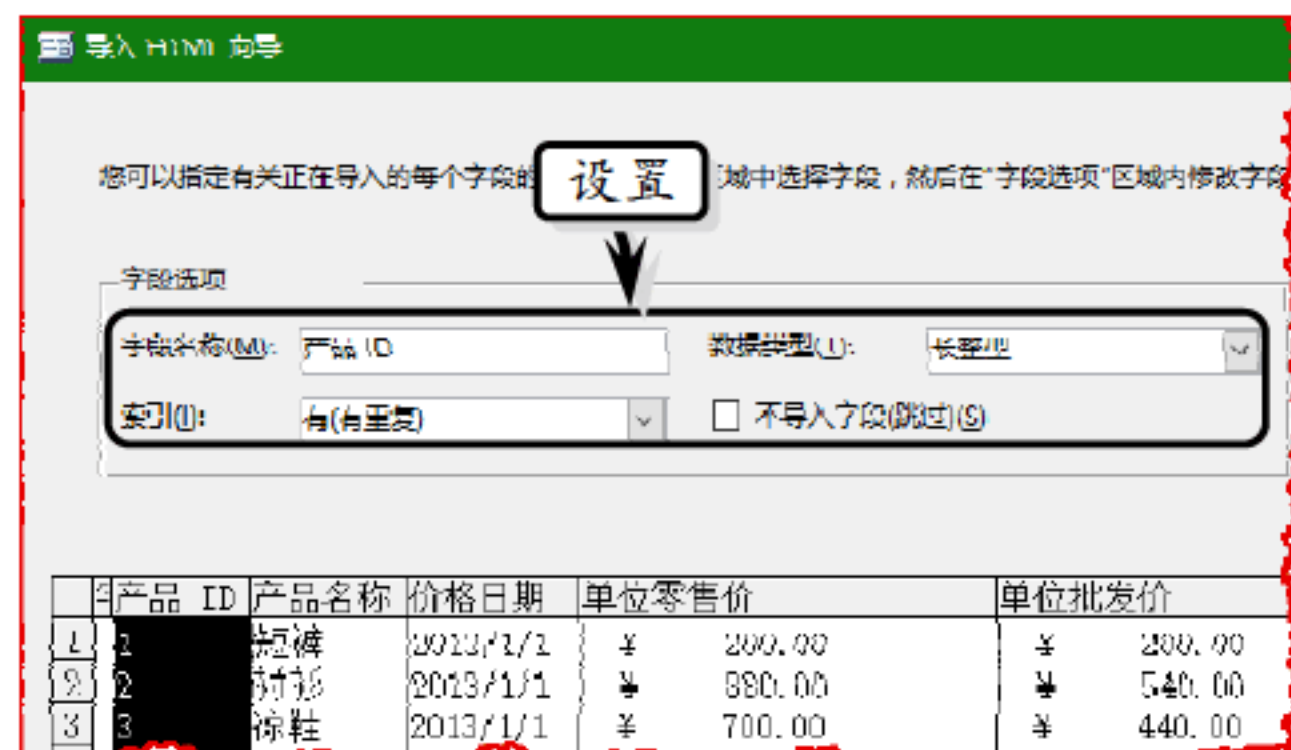 导入 HTML 向导
您可以指定有关正在导入的每个字段的
设置
域中选择字段，然后在“字段选项”区域内修改字段
字段选项
字段名称(M): 产品 ID 数据类型(T): 长整型
索引(I): 有(有重复) 不导入字段(跳过)(S)
产品 ID 产品名称 价格日期 单位零售价 单位批发价
1 1 短裤 2013/1/1 ¥ ¥
2 2 衬衫 2013/1/1 ¥ 880.00 ¥ 540.00
3 3 凉鞋 2013/1/1 ¥ 700.00 ¥ 440.00